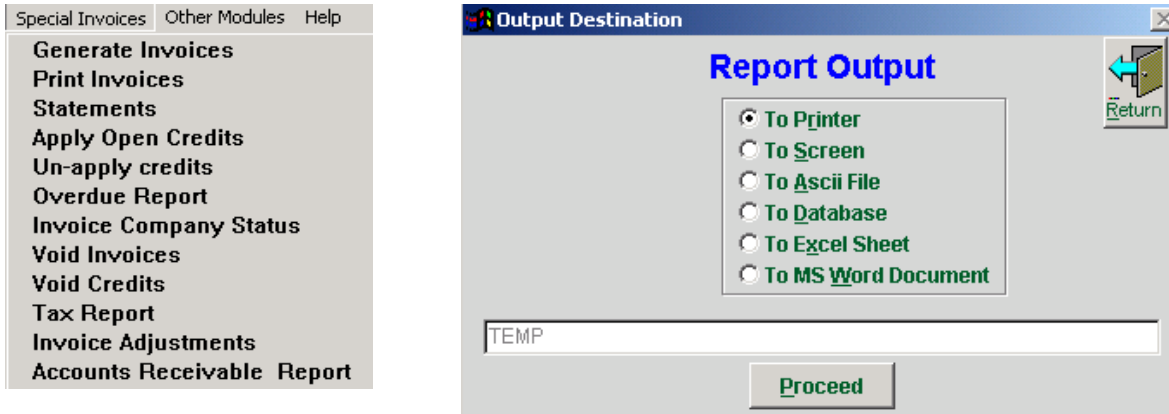 Special Invoices Other Modules Help
Generate Invoices
Print Invoices
Statements
Apply Open Credits
Un-apply credits
Overdue Report
Invoice Company Status
Void Invoices
Void Credits
Tax Report
Invoice Adjustments
Accounts Receivable Report
Output Destination
Report Output
Return
To Printer
To Screen
To Ascii File
To Database
To Excel Sheet
To MS Word Document
TEMP
Proceed